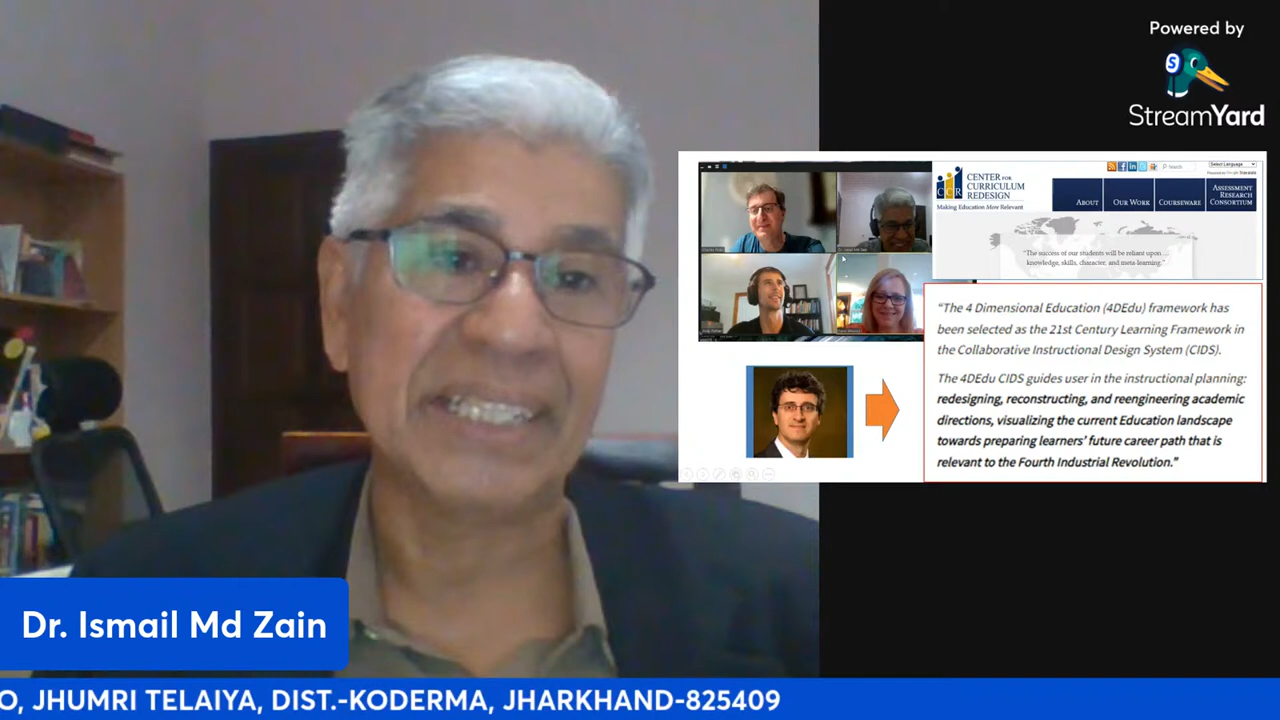 Powered by
S
StreamYard
CCR
CENTER FOR
CURRICULUM
REDESIGN
Making Education More Relevant
Search
Select Language
ABOUT
OUR WORK
COURSEWARE
ASSESSMENT
RESEARCH
CONSORTIUM
"The success of our students will be reliant upon ...
knowledge, skills, character, and meta-learning."
“The 4 Dimensional Education (4DEdu) framework has
been selected as the 21st Century Learning Framework in
the Collaborative Instructional Design System (CIDS).
The 4DEdu CIDS guides user in the instructional planning:
redesigning, reconstructing, and reengineering academic
directions, visualizing the current Education landscape
towards preparing learners’ future career path that is
relevant to the Fourth Industrial Revolution.”
Dr. Ismail Md Zain
O, JHUMRI TELAIYA, DIST.-KODERMA, JHARKHAND-825409